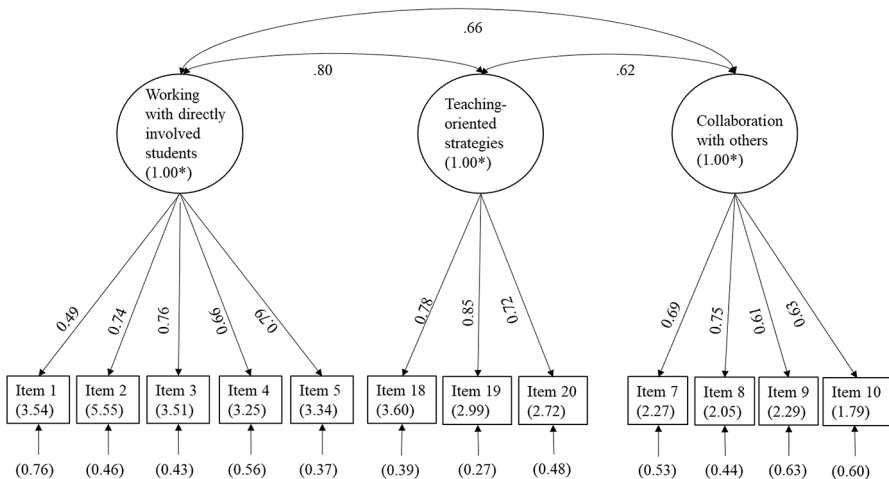 .66
.80
.62
Working
with directly
involved
students
(1.00*)
Teaching-
oriented
strategies
(1.00*)
Collaboration
with others
(1.00*)
0.49
0.74
0.76
0.66
0.79
0.78
0.85
0.72
0.69
0.75
0.61
0.63
Item 1
(3.54)
Item 2
(5.55)
Item 3
(3.51)
Item 4
(3.25)
Item 5
(3.34)
Item 18
(3.60)
Item 19
(2.99)
Item 20
(2.72)
Item 7
(2.27)
Item 8
(2.05)
Item 9
(2.29)
Item 10
(1.79)
(0.76)
(0.46)
(0.43)
(0.56)
(0.37)
(0.39)
(0.27)
(0.48)
(0.53)
(0.44)
(0.63)
(0.60)